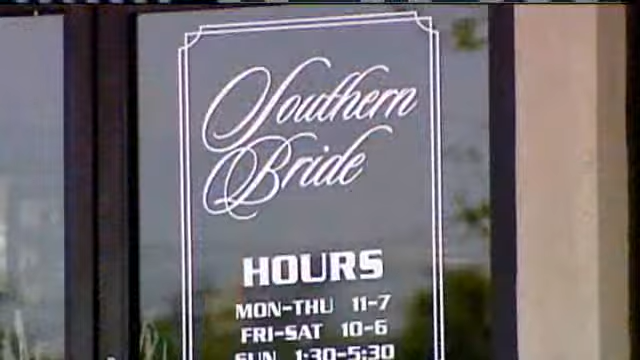 Southern
Bride
HOURS
MON-THU 11-7
FRI-SAT 10-6
SUN 1:30-5:30